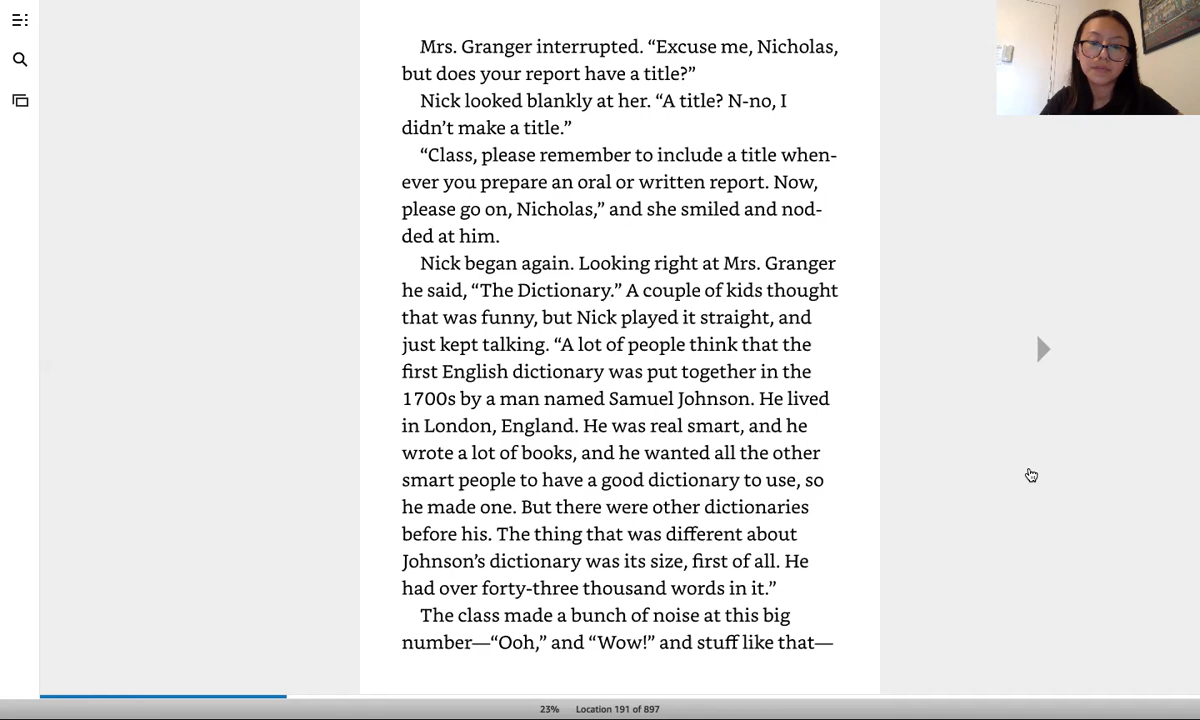 Mrs. Granger interrupted. “Excuse me, Nicholas,
but does your report have a title?”
Nick looked blankly at her. “A title? N-no, I
didn’t make a title.”
“Class, please remember to include a title when-
ever you prepare an oral or written report. Now,
please go on, Nicholas,” and she smiled and nod-
ded at him.
Nick began again. Looking right at Mrs. Granger
he said, “The Dictionary.” A couple of kids thought
that was funny, but Nick played it straight, and
just kept talking. “A lot of people think that the
first English dictionary was put together in the
1700s by a man named Samuel Johnson. He lived
in London, England. He was real smart, and he
wrote a lot of books, and he wanted all the other
smart people to have a good dictionary to use, so
he made one. But there were other dictionaries
before his. The thing that was different about
Johnson’s dictionary was its size, first of all. He
had over forty-three thousand words in it.”
The class made a bunch of noise at this big
number—“Ooh,” and “Wow!” and stuff like that—
23% Location 191 of 897